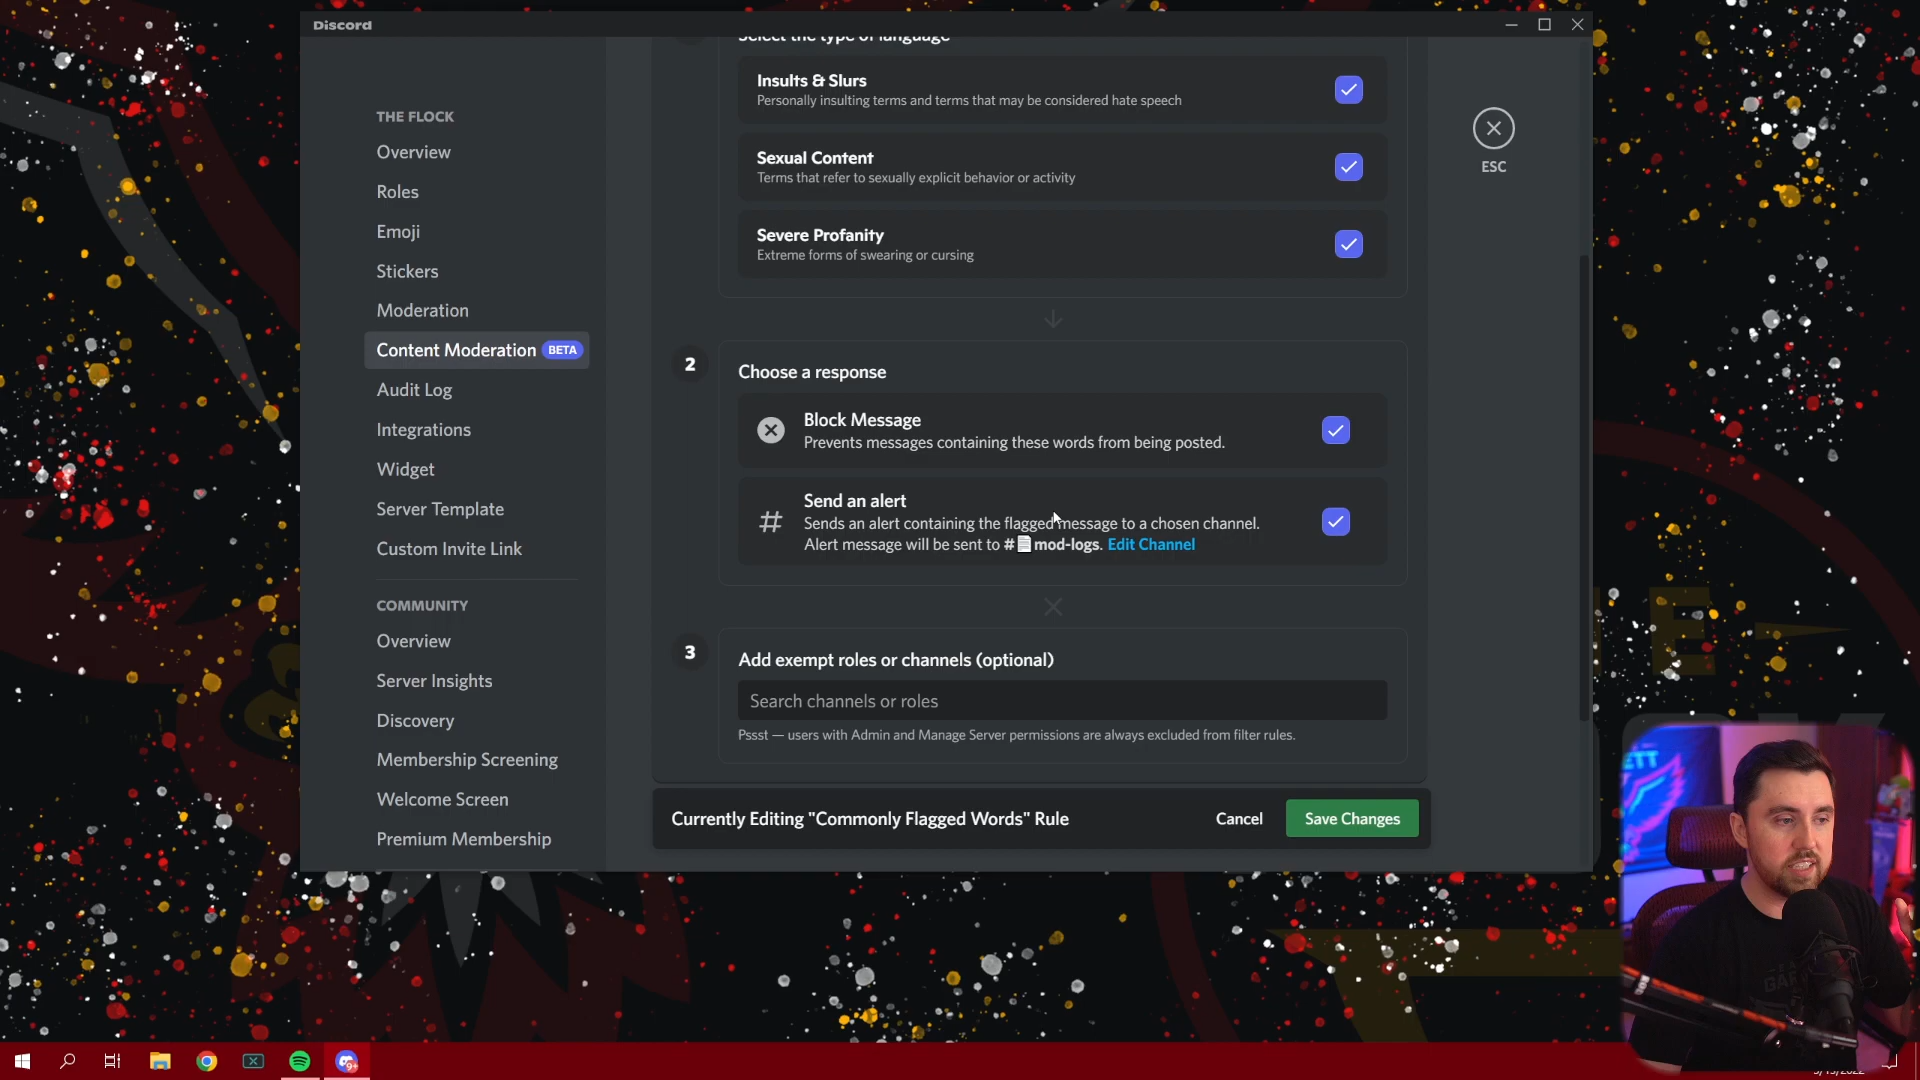 Discord
Select the type of language
Insults & Slurs
Personally insulting terms and terms that may be considered hate speech
Sexual Content
Terms that refer to sexually explicit behavior or activity
Severe Profanity
Extreme forms of swearing or cursing
ESC
THE FLOCK
Overview
Roles
Emoji
Stickers
Moderation
Content Moderation BETA
Audit Log
Integrations
Widget
Server Template
Custom Invite Link
COMMUNITY
Overview
Server Insights
Discovery
Membership Screening
Welcome Screen
Premium Membership
2
Choose a response
Block Message
Prevents messages containing these words from being posted.
Send an alert
Sends an alert containing the flagged message to a chosen channel.
Alert message will be sent to #mod-logs. Edit Channel
3
Add exempt roles or channels (optional)
Search channels or roles
Pssst — users with Admin and Manage Server permissions are always excluded from filter rules.
Currently Editing "Commonly Flagged Words" Rule
Cancel
Save Changes
9+